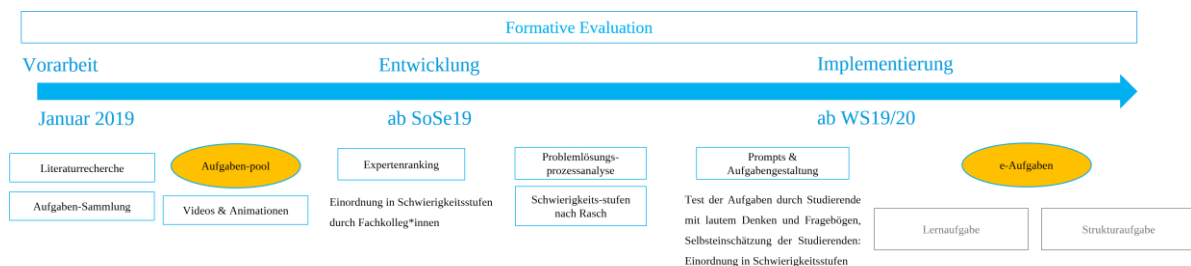 Formative Evaluation
Vorarbeit
Entwicklung
Implementierung
Januar 2019
ab SoSe19
ab WS19/20
Literaturrecherche
Aufgaben-pool
Expertenranking
Problemlösungs-
prozessanalyse
Prompts &
Aufgabengestaltung
e-Aufgaben
Aufgaben-Sammlung
Videos & Animationen
Einordnung in Schwierigkeitsstufen
durch Fachkolleg*innen
Schwierigkeits-stufen
nach Rasch
Test der Aufgaben durch Studierende
mit lautem Denken und Fragebögen,
Selbsteinschätzung der Studierenden:
Einordnung in Schwierigkeitsstufen
Lernaufgabe
Strukturaufgabe